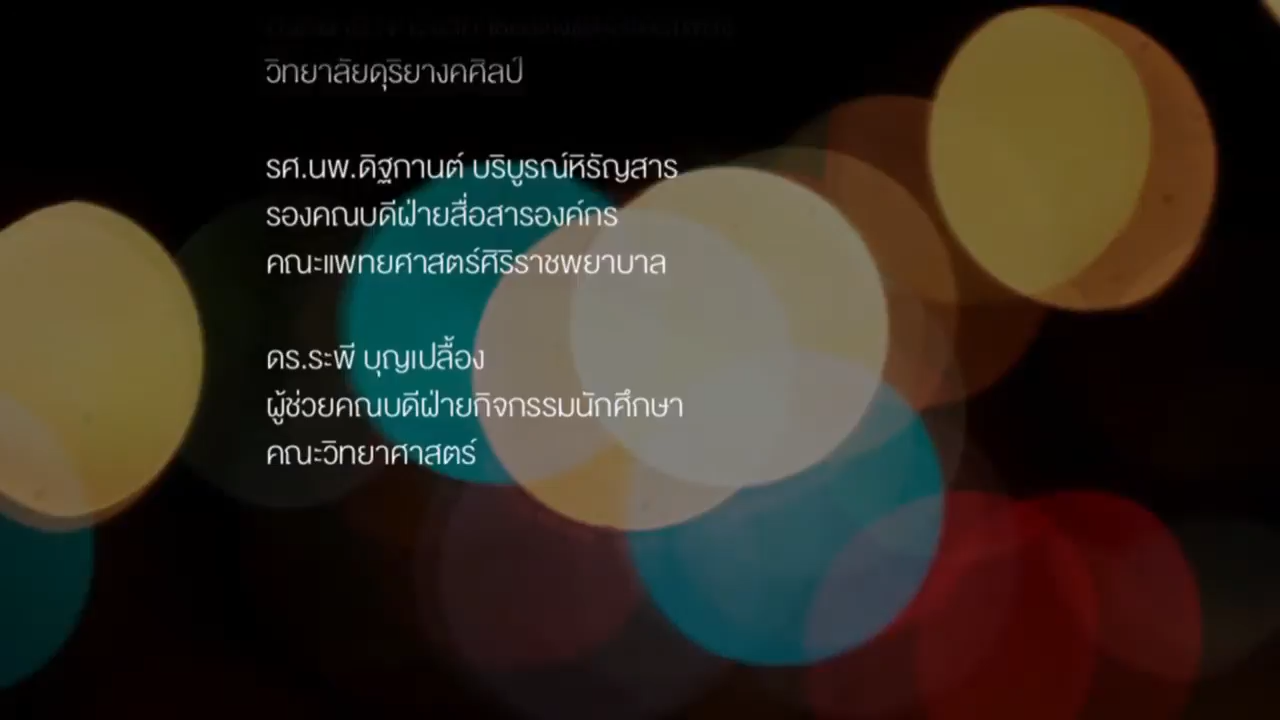 วิทยาลัยดุริยางคศิลป์
รศ.นพ.ดิฐกานต์ บริบูรณ์หิรัญสาร
รองคณบดีฝ่ายสื่อสารองค์กร
คณะแพทยศาสตร์ศิริราชพยาบาล
ดร.ระพี บุญเปลื้อง
ผู้ช่วยคณบดีฝ่ายกิจกรรมนักศึกษา
คณะวิทยาศาสตร์